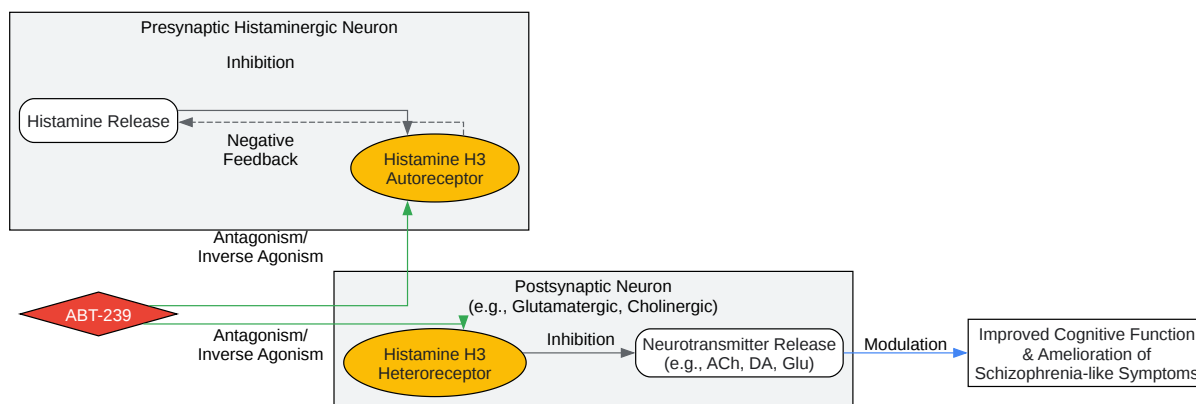 Presynaptic Histaminergic Neuron
Inhibition
Histamine Release
Negative
Feedback
Histamine H3
Autoreceptor
Antagonism/
Inverse Agonism
Postsynaptic Neuron
(e.g., Glutamatergic, Cholinergic)
ABT-239
Antagonism/
Inverse Agonism
Histamine H3
Heteroreceptor
Inhibition
Neurotransmitter Release
(e.g., ACh, DA, Glu)
Modulation
Improved Cognitive Function
& Amelioration of
Schizophrenia-like Symptoms